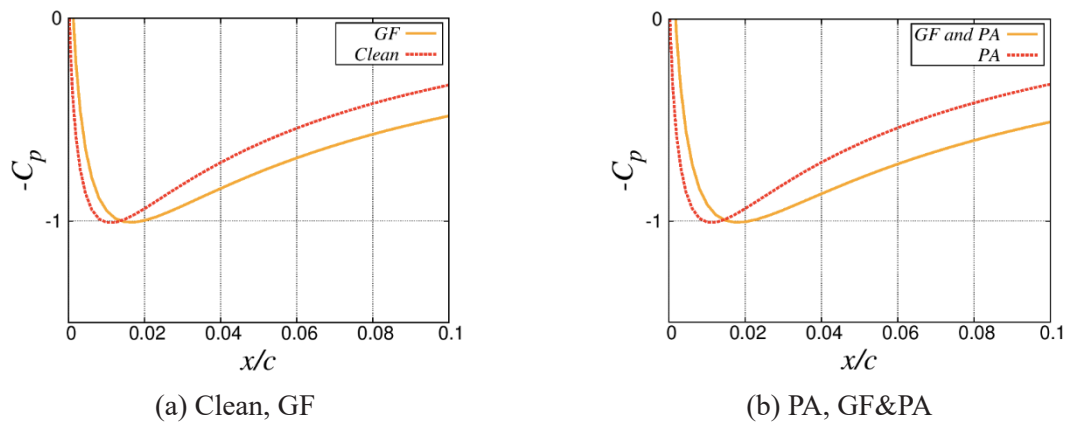 0
-1
-C_p
GF
Clean
0 0.02 0.04 0.06 0.08 0.1
x/c
(a) Clean, GF
0
-1
-C_p
GF and PA
PA
0 0.02 0.04 0.06 0.08 0.1
x/c
(b) PA, GF&PA